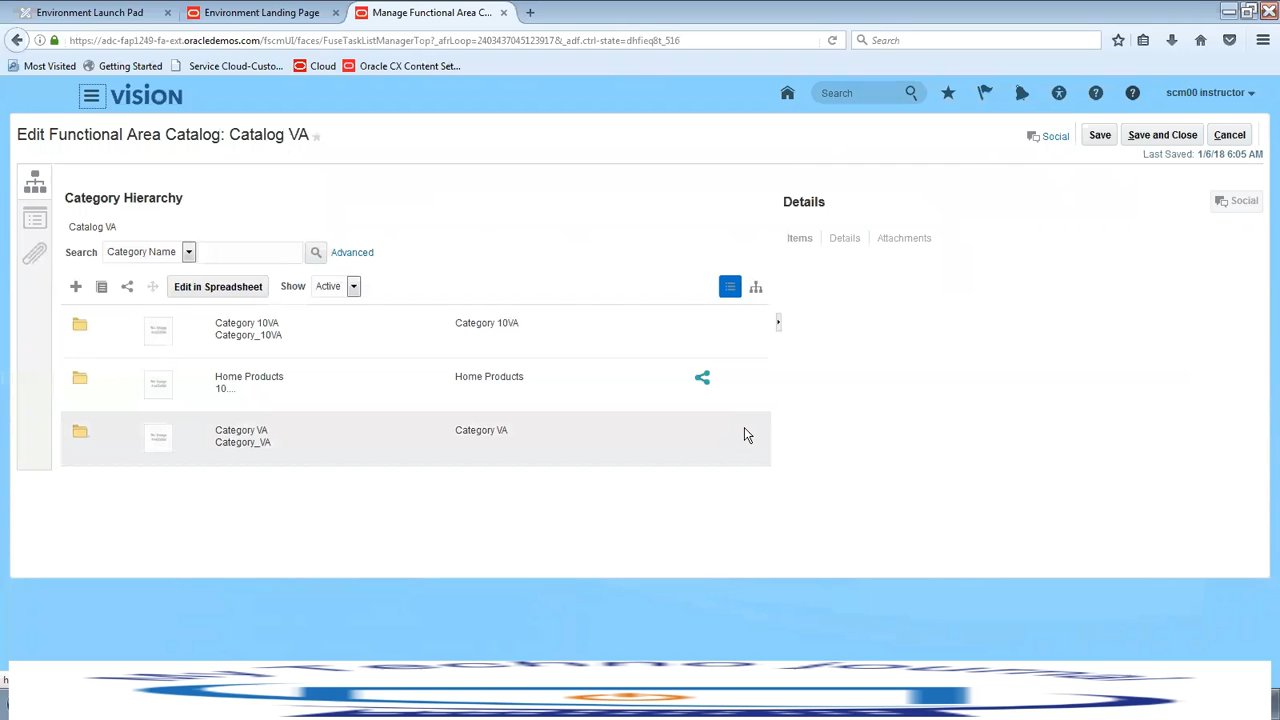 Environment Launch Pad
Environment Landing Page
Manage Functional Area C...
https://adc-fap1249-fa-ext.oracledemos.com/fscmUI/faces/FuseTaskListManagerTop?_afrLoop=2403437045123917&_adf.ctrl-state=dhfieq8t_516
Search
Most Visited
Getting Started
Service Cloud-Custo...
Cloud
Oracle CX Content Set...
VISION
Search
scm00 instructor
Edit Functional Area Catalog: Catalog VA
Social
Save
Save and Close
Cancel
Last Saved: 1/6/18 6:05 AM
Category Hierarchy
Catalog VA
Search
Category Name
Advanced
Edit in Spreadsheet
Show
Active
Category 10VA
Category_10VA
Category 10VA
Home Products
10....
Home Products
Category VA
Category_VA
Category VA
Details
Social
Items
Details
Attachments